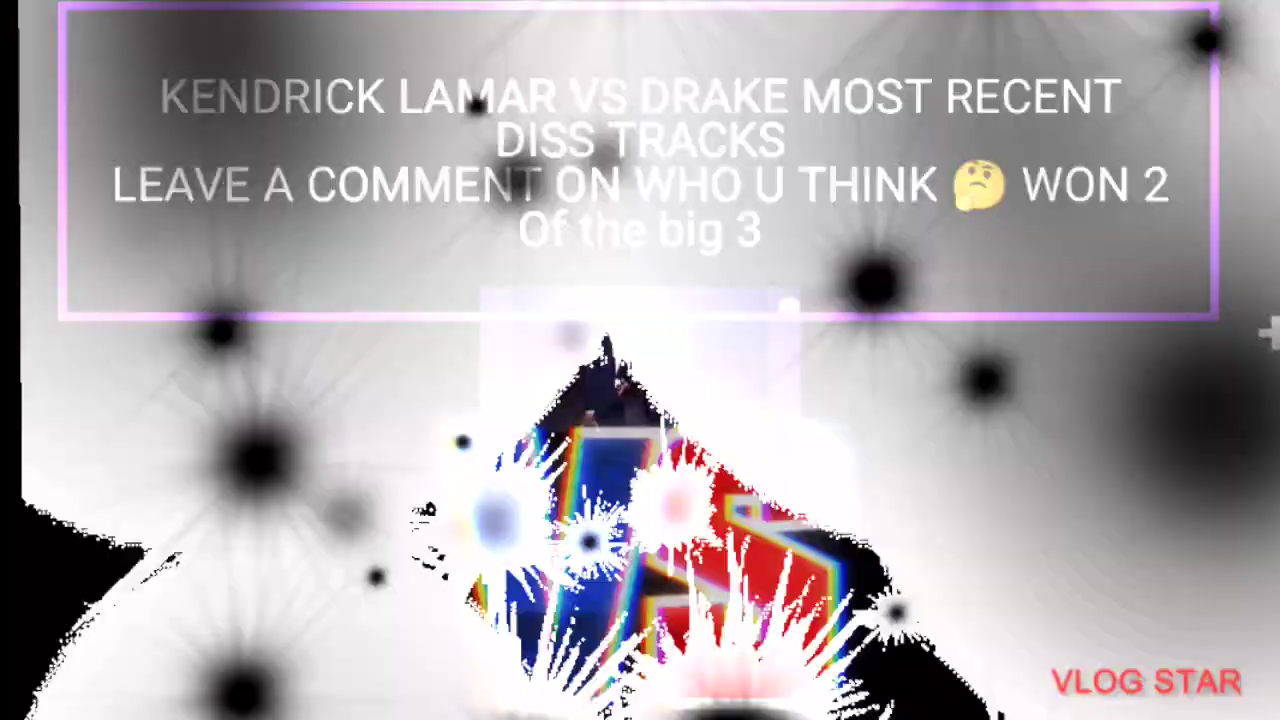 KENDRICK LAMAR VS DRAKE MOST RECENT
DISS TRACKS
LEAVE A COMMENT ON WHO U THINK 🤔 WON 2
Of the big 3
VLOG STAR